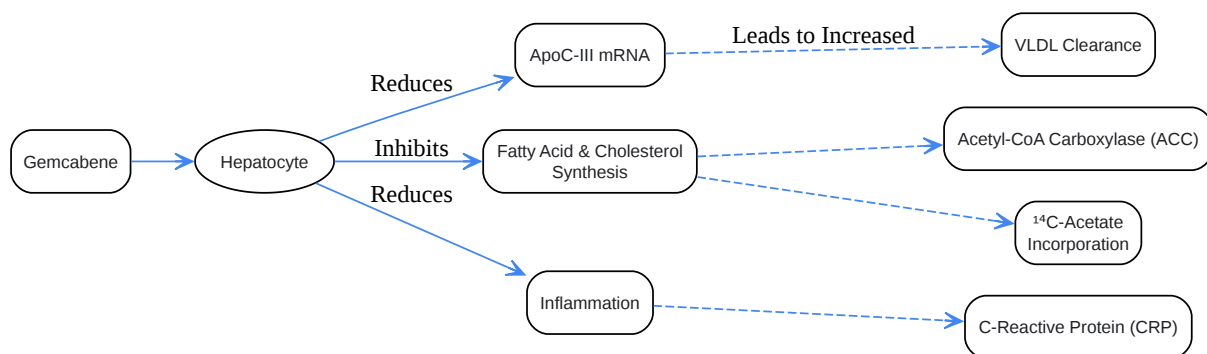 Leads to Increased
ApoC-III mRNA
VLDL Clearance
Reduces
Gemcabene
Hepatocyte
Inhibits
Fatty Acid & Cholesterol
Synthesis
Acetyl-CoA Carboxylase (ACC)
Reduces
¹⁴C-Acetate
Incorporation
Inflammation
C-Reactive Protein (CRP)